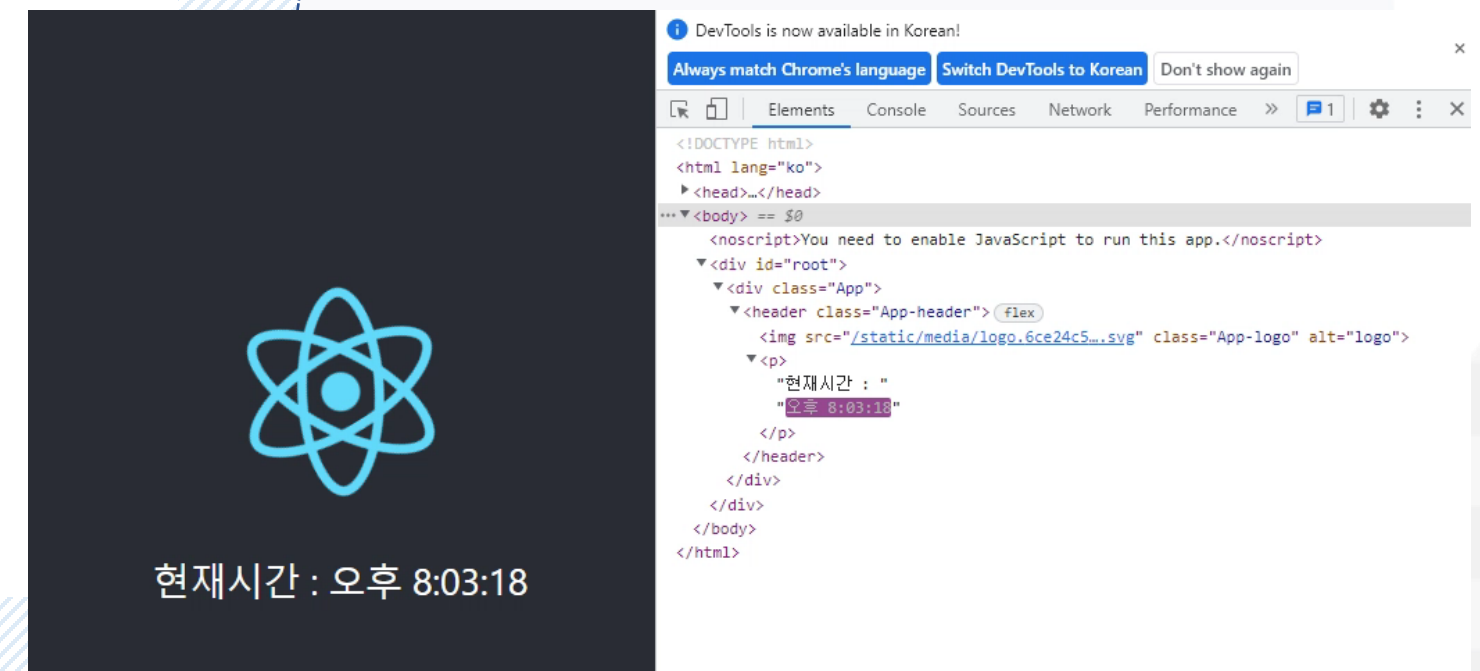 현재시간 : 오후 8:03:18
DevTools is now available in Korean!
Always match Chrome's language Switch DevTools to Korean Don't show again
Elements Console Sources Network Performance 1
<!DOCTYPE html>
<html lang="ko">
<head>…</head>
<body> == $0
<noscript>You need to enable JavaScript to run this app.</noscript>
<div id="root">
<div class="App">
<header class="App-header"> flex
<img src="/static/media/logo.6ce24c5….svg" class="App-logo" alt="logo">
<p>
"현재시간 : "
"오후 8:03:18"
</p>
</header>
</div>
</div>
</body>
</html>